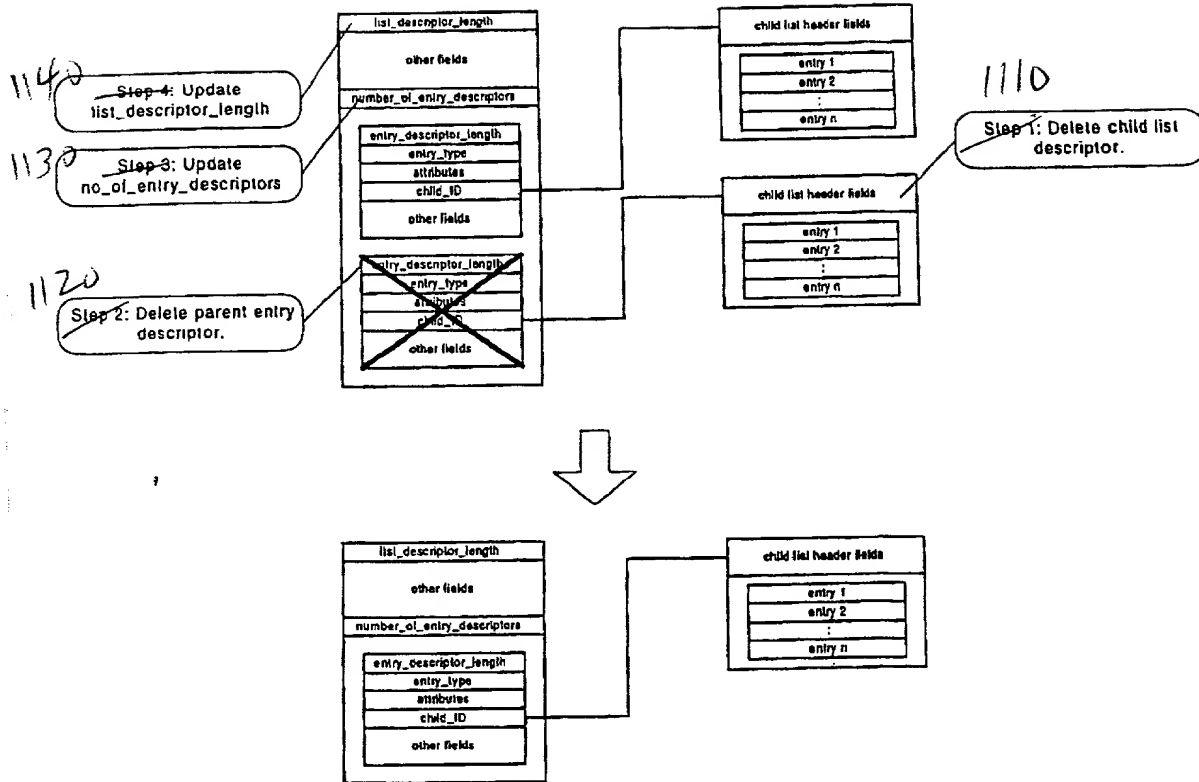 list_descriptor_length
other fields
number_of_entry_descriptors
entry_descriptor_length
entry_type
attributes
child_ID
other fields
entry_descriptor_length
entry_type
attributes
child_ID
other fields
1140
Step 4: Update
list_descriptor_length
1130
Step 3: Update
no_of_entry_descriptors
1120
Step 2: Delete parent entry
descriptor.
child list header fields
entry 1
entry 2
:
entry n
child list header fields
entry 1
entry 2
:
entry n
1110
Step 1: Delete child list
descriptor.
list_descriptor_length
other fields
number_of_entry_descriptors
entry_descriptor_length
entry_type
attributes
child_ID
other fields
child list header fields
entry 1
entry 2
:
entry n